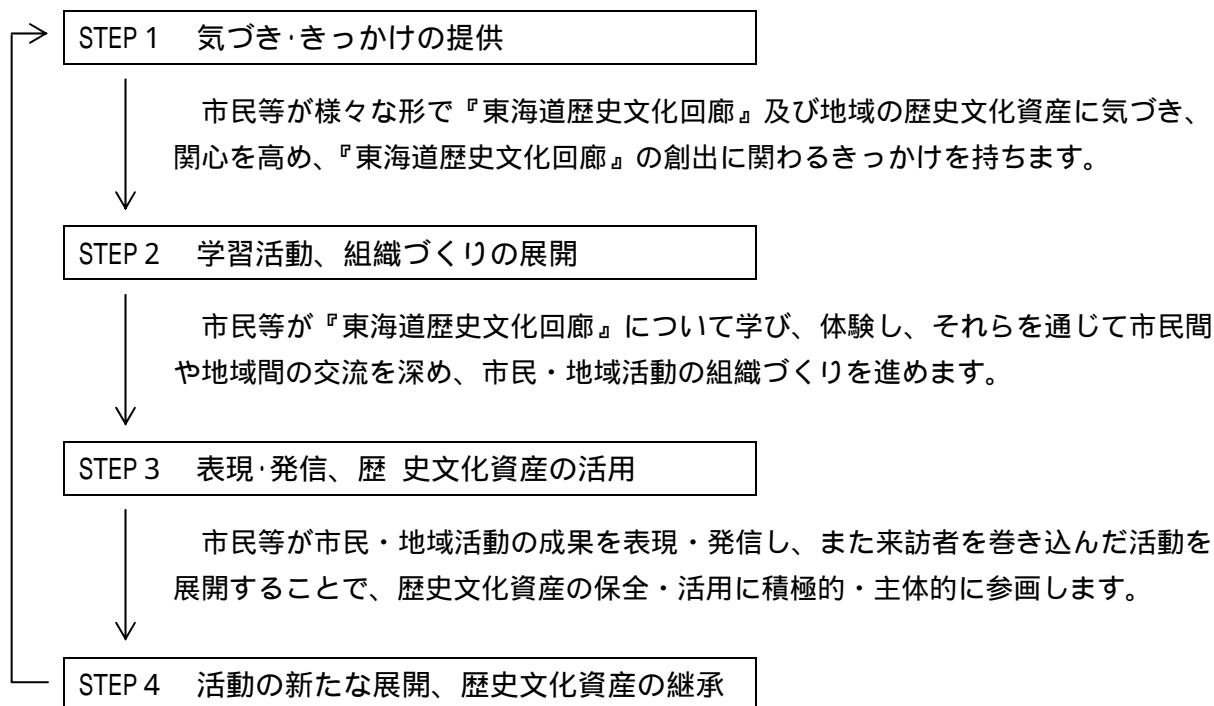 STEP 1 気づき･きっかけの提供
市民等が様々な形で『東海道歴史文化回廊』及び地域の歴史文化資産に気づき、
関心を高め、『東海道歴史文化回廊』の創出に関わるきっかけを持ちます。
STEP 2 学習活動、組織づくりの展開
市民等が『東海道歴史文化回廊』について学び、体験し、それらを通じて市民間
や地域間の交流を深め、市民・地域活動の組織づくりを進めます。
STEP 3 表現･発信、歴 史文化資産の活用
市民等が市民・地域活動の成果を表現・発信し、また来訪者を巻き込んだ活動を
展開することで、歴史文化資産の保全・活用に積極的・主体的に参画します。
STEP 4 活動の新たな展開、歴史文化資産の継承